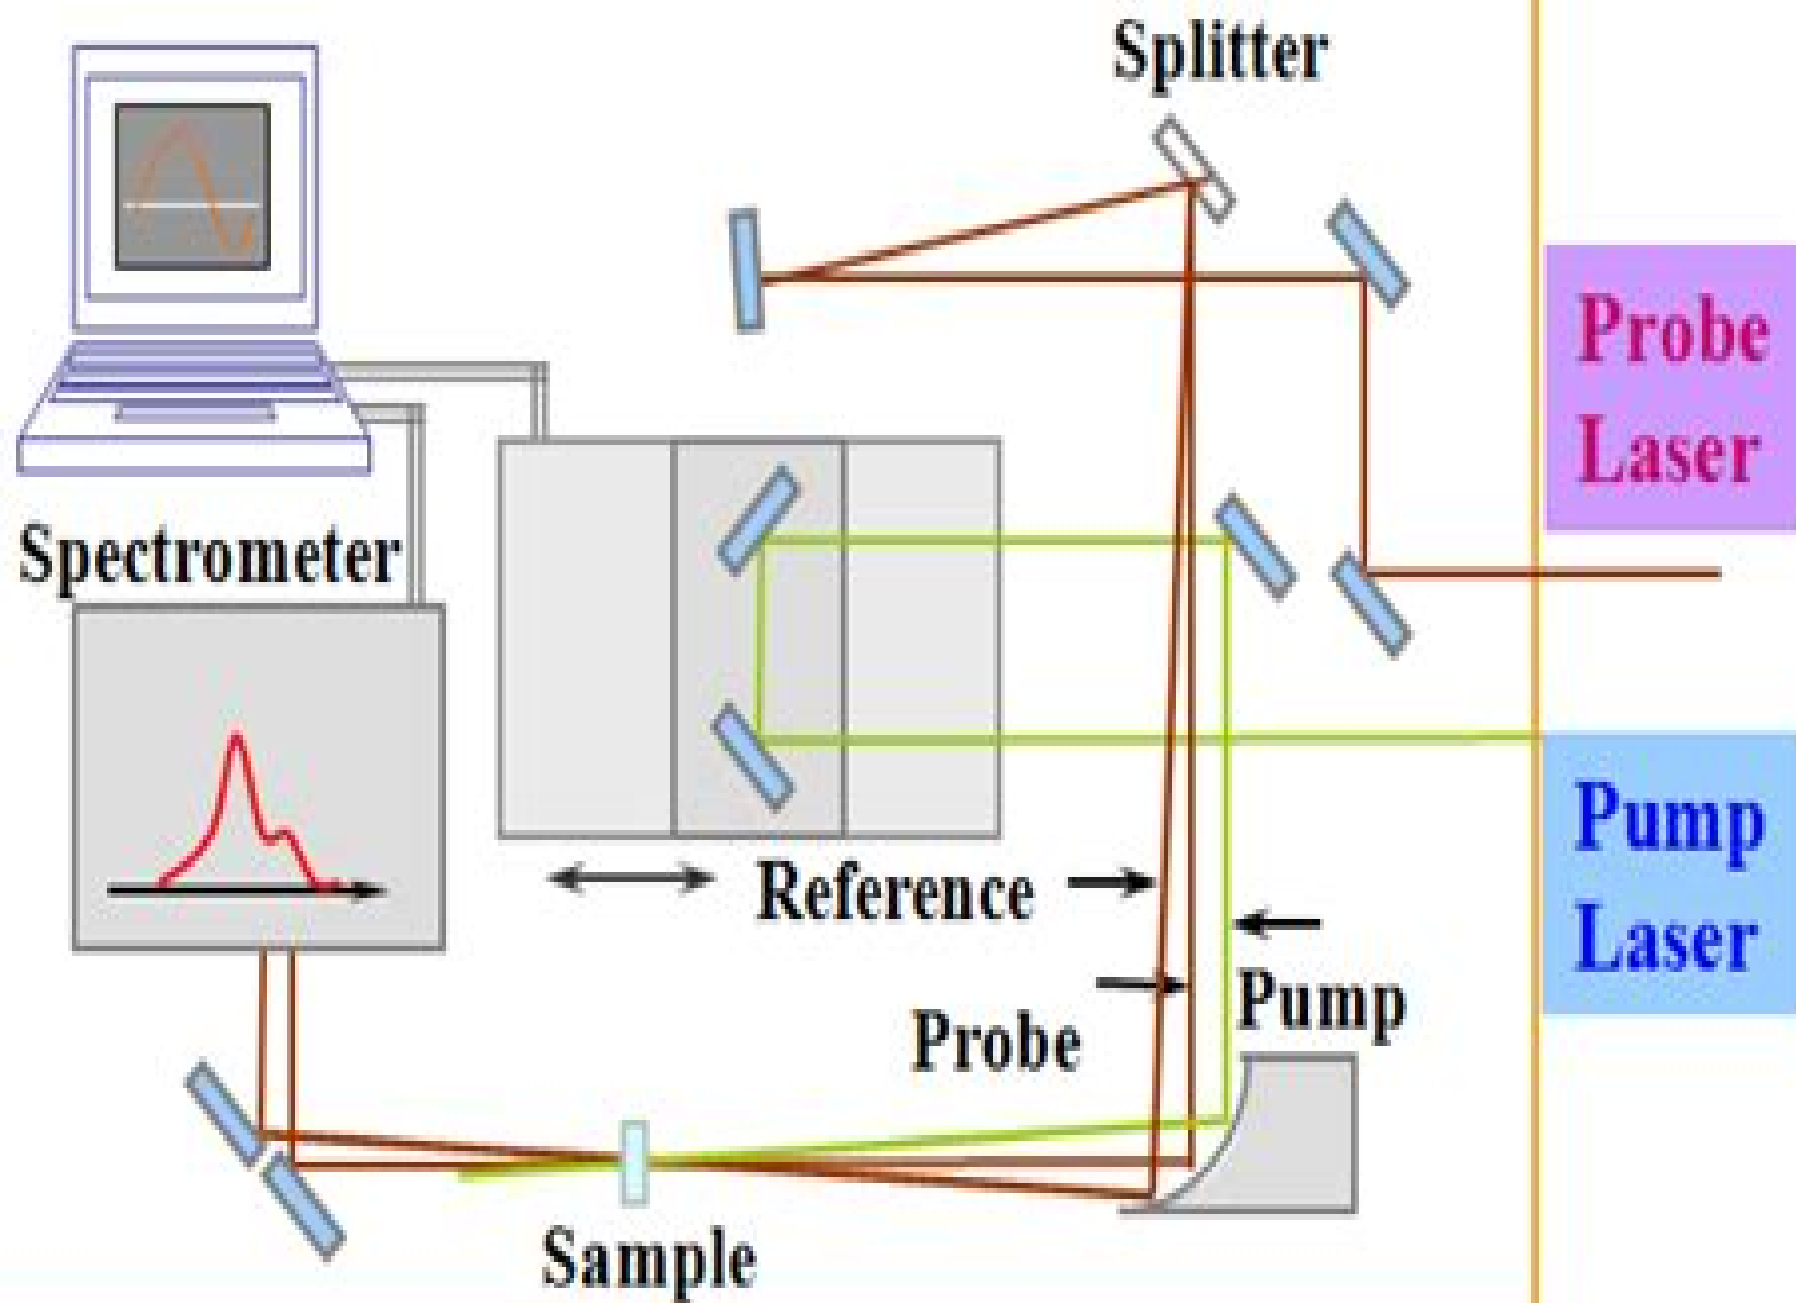 Splitter
Probe
Laser
Spectrometer
Pump
Laser
Reference
Pump
Probe
Sample